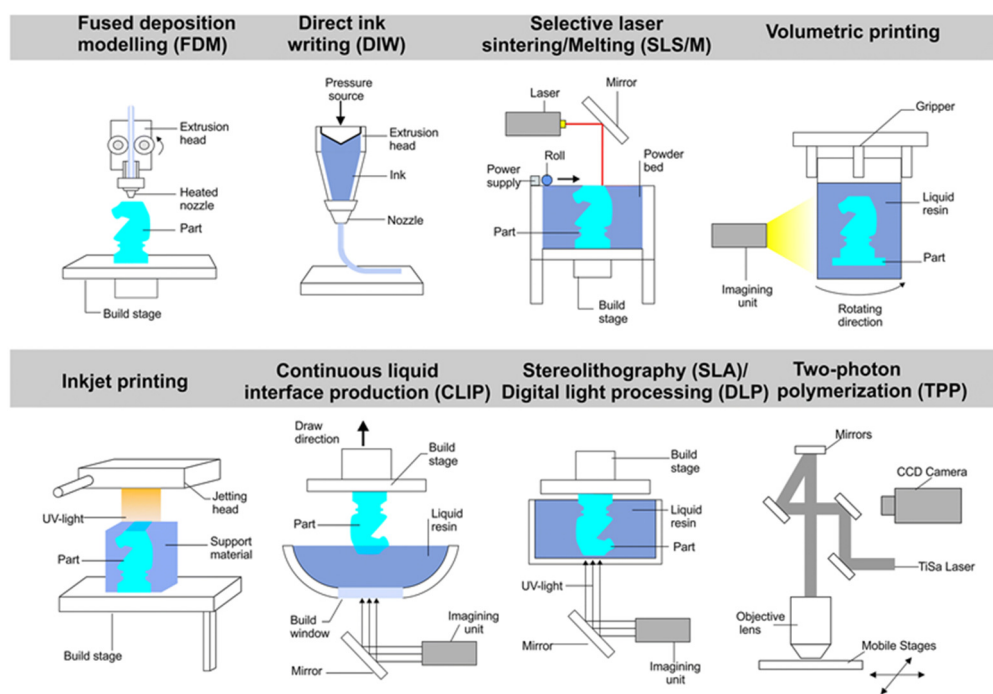 Fused deposition
modelling (FDM)
Direct ink
writing (DIW)
Selective laser
sintering/Melting (SLS/M)
Volumetric printing
Extrusion
head
Heated
nozzle
Part
Build stage
Pressure
source
Extrusion
head
Ink
Nozzle
Laser
Mirror
Power
supply
Roll
Powder
bed
Part
Build
stage
Gripper
Liquid
resin
Part
Imagining
unit
Rotating
direction
Inkjet printing
Continuous liquid
interface production (CLIP)
Stereolithography (SLA)/
Digital light processing (DLP)
Two-photon
polymerization (TPP)
Jetting
head
UV-light
Support
material
Part
Build stage
Draw
direction
Build
stage
Part
Liquid
resin
Build
window
Imagining
unit
Mirror
Build
stage
Liquid
resin
Part
UV-light
Mirror
Imagining
unit
Mirrors
CCD Camera
TiSa Laser
Objective
lens
Mobile Stages